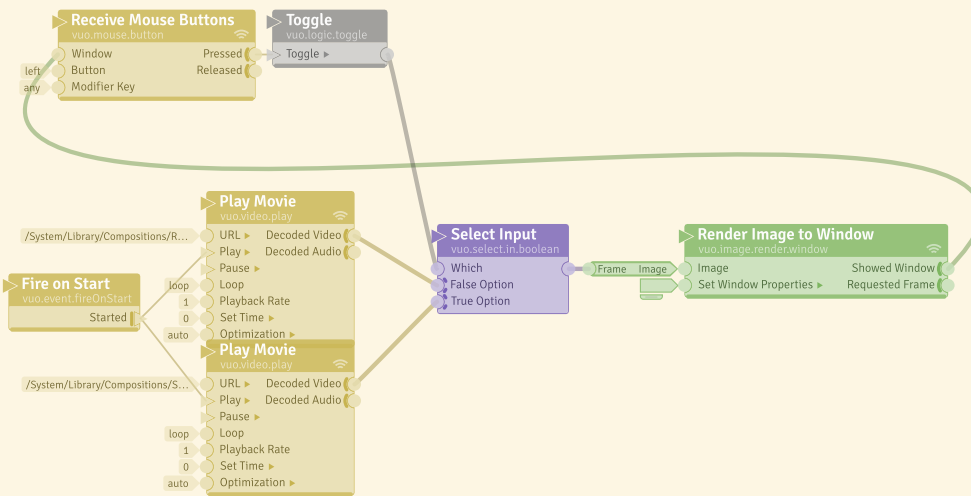 Receive Mouse Buttons
vuo.mouse.button
Window Pressed
left Button Released
any Modifier Key
Toggle
vuo.logic.toggle
Toggle
Play Movie
vuo.video.play
/System/Library/Compositions/R... URL Decoded Video
Play Decoded Audio
Pause
loop Loop
1 Playback Rate
0 Set Time
auto Optimization
Fire on Start
vuo.event.fireOnStart
Started
Play Movie
vuo.video.play
/System/Library/Compositions/S... URL Decoded Video
Play Decoded Audio
Pause
loop Loop
1 Playback Rate
0 Set Time
auto Optimization
Select Input
vuo.select.in.boolean
Which
False Option
True Option
Frame Image
Render Image to Window
vuo.image.render.window
Image Showed Window
Set Window Properties Requested Frame